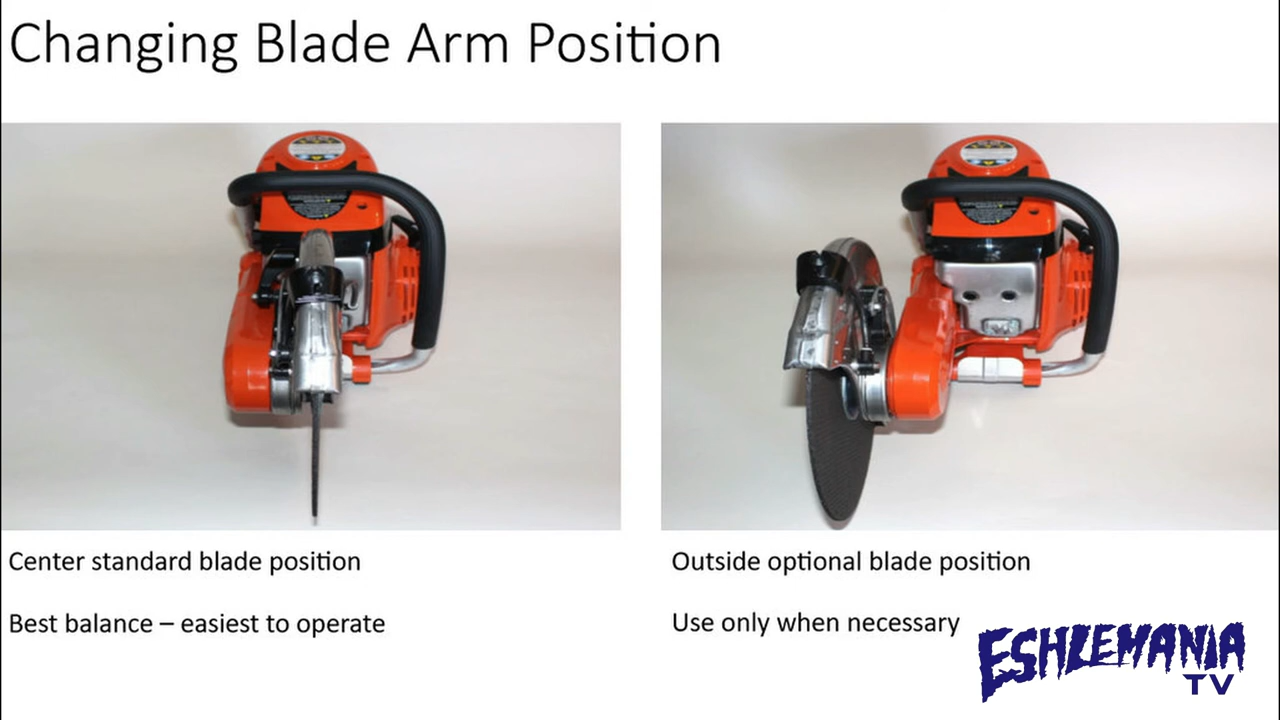 Changing Blade Arm Position
Center standard blade position
Best balance – easiest to operate
Outside optional blade position
Use only when necessary
ESHLEMANIA
TV